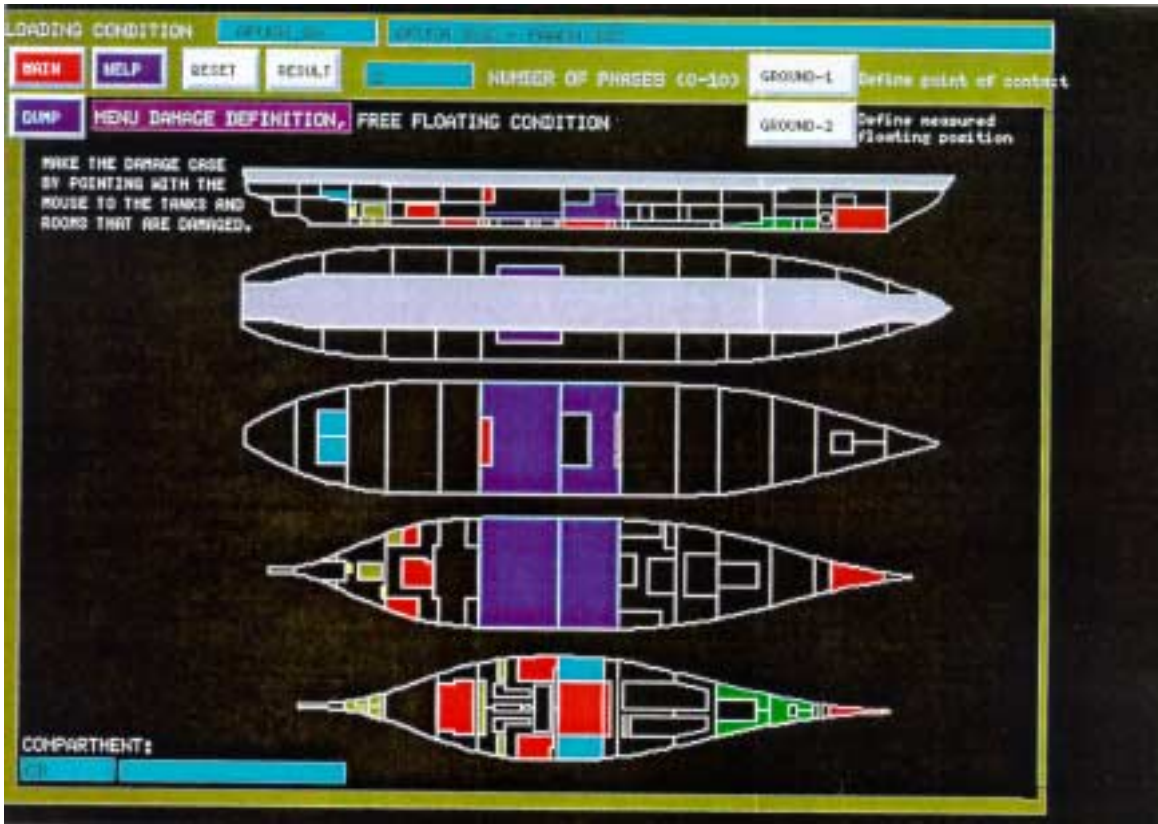 LOADING CONDITION
MAIN HELP RESET RESULT NUMBER OF PHASES (0-10) GROUND-1 Define point of contact
DUMP MENU DAMAGE DEFINITION, FREE FLOATING CONDITION GROUND-2 Define measured
floating position
MAKE THE DAMAGE CASE
BY POINTING WITH THE
MOUSE TO THE TANKS AND
ROOMS THAT ARE DAMAGED.
COMPARTMENT: